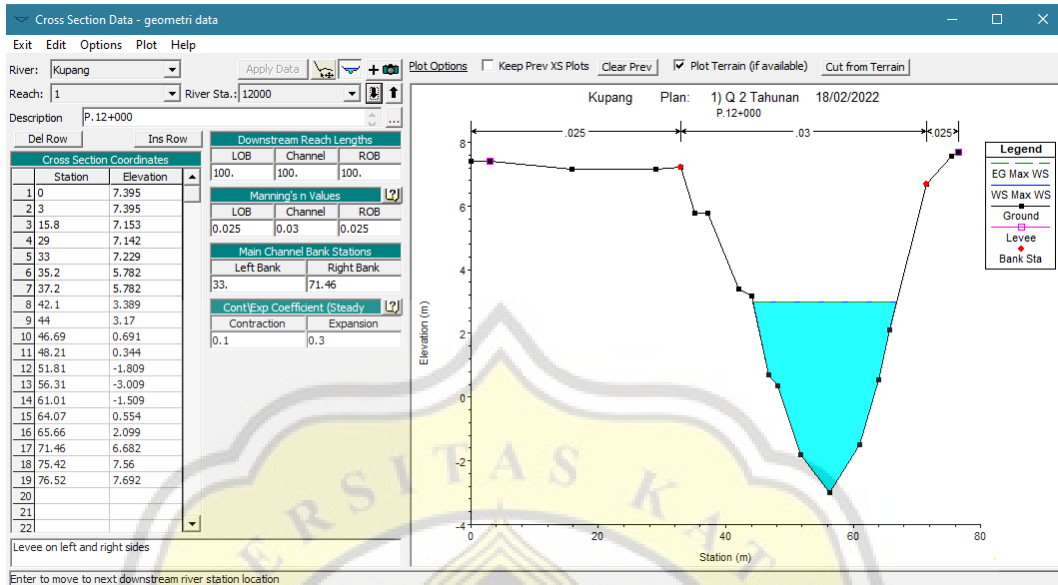 Cross Section Data - geometri data
Exit Edit Options Plot Help
River: Kupang Apply Data + Plot Options Keep Prev XS Plots Clear Prev Plot Terrain (if available) Cut from Terrain
Reach: 1 River Sta.: 12000
Description P.12+000 ...
Del Row Ins Row
Cross Section Coordinates
Station Elevation
1 0 7.395
2 3 7.395
3 15.8 7.153
4 29 7.142
5 33 7.229
6 35.2 5.782
7 37.2 5.782
8 42.1 3.389
9 44 3.17
10 46.69 0.691
11 48.21 0.344
12 51.81 -1.809
13 56.31 -3.009
14 61.01 -1.509
15 64.07 0.554
16 65.66 2.099
17 71.46 6.682
18 75.42 7.56
19 76.52 7.692
20
21
22
Downstream Reach Lengths
LOB Channel ROB
100. 100. 100.
Manning's n Values ?
LOB Channel ROB
0.025 0.03 0.025
Main Channel Bank Stations
Left Bank Right Bank
33. 71.46
Cont\Exp Coefficient (Steady ?
Contraction Expansion
0.1 0.3
Kupang Plan: 1) Q 2 Tahunan 18/02/2022
P.12+000
.025 .03 .025
8
6
4
2
0
-2
-4
Elevation (m)
0 20 40 60 80
Station (m)
Legend
EG Max WS
WS Max WS
Ground
Levee
Bank Sta
Levee on left and right sides
Enter to move to next downstream river station location
ERSITAS KAT